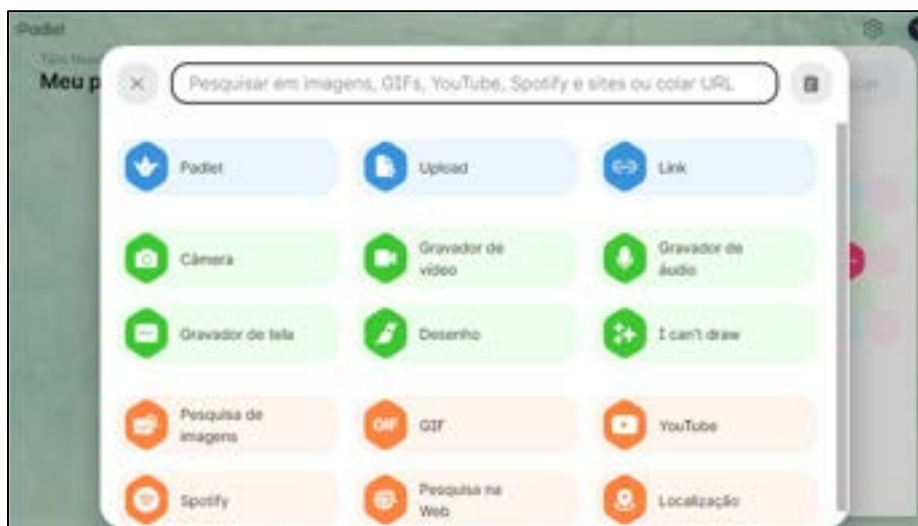 Padlet
Meu p
Pesquisar em imagens, GIFs, YouTube, Spotify e sites ou colar URL
Padlet
Upload
Link
Câmera
Gravador de
vídeo
Gravador de
áudio
Gravador de tela
Desenho
I can't draw
Pesquisa de
imagens
GIF
GIF
YouTube
Spotify
Pesquisa na
Web
Localização